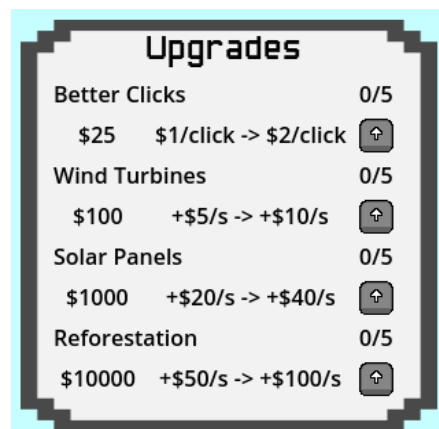 Upgrades
Better Clicks 0/5
$25 $1/click -> $2/click
Wind Turbines 0/5
$100 +$5/s -> +$10/s
Solar Panels 0/5
$1000 +$20/s -> +$40/s
Reforestation 0/5
$10000 +$50/s -> +$100/s